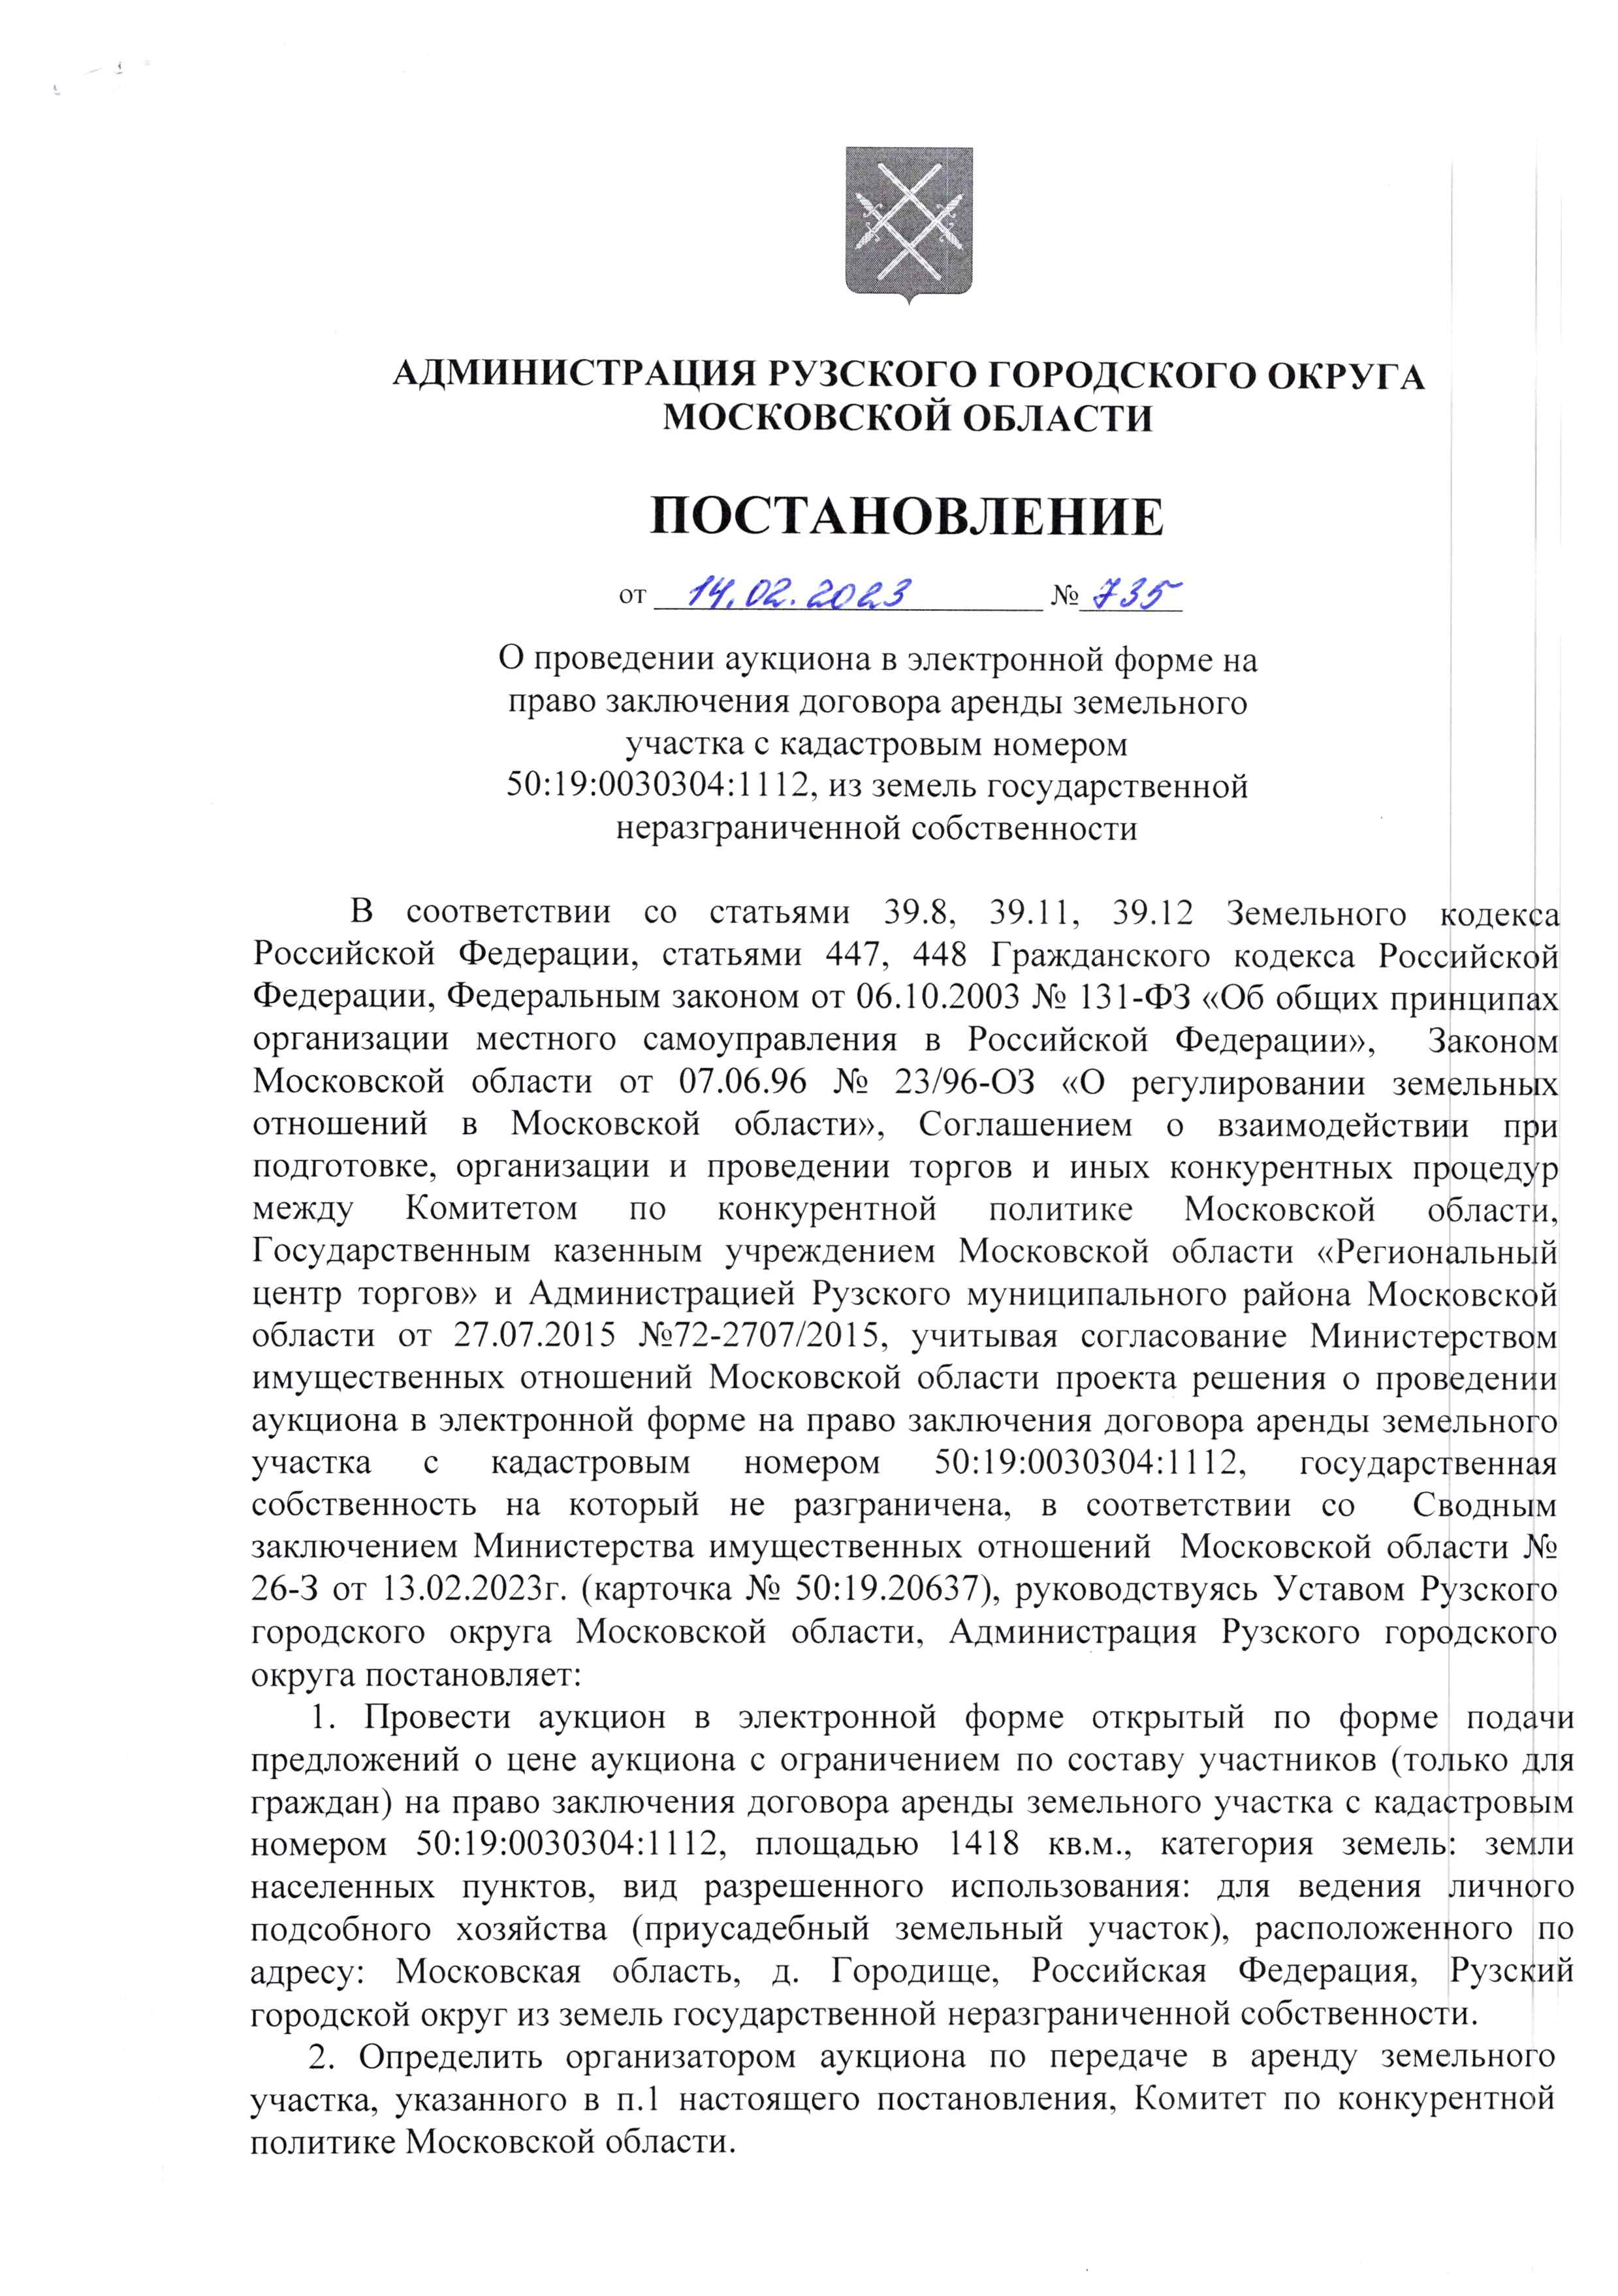 АДМИНИСТРАЦИЯ РУЗСКОГО ГОРОДСКОГО ОКРУГА
МОСКОВСКОЙ ОБЛАСТИ
ПОСТАНОВЛЕНИЕ
от 14.02.2023 № 735
О проведении аукциона в электронной форме на
право заключения договора аренды земельного
участка с кадастровым номером
50:19:0030304:1112, из земель государственной
неразграниченной собственности
В соответствии со статьями 39.8, 39.11, 39.12 Земельного кодекса
Российской Федерации, статьями 447, 448 Гражданского кодекса Российской
Федерации, Федеральным законом от 06.10.2003 № 131-ФЗ «Об общих принципах
организации местного самоуправления в Российской Федерации», Законом
Московской области от 07.06.96 № 23/96-ОЗ «О регулировании земельных
отношений в Московской области», Соглашением о взаимодействии при
подготовке, организации и проведении торгов и иных конкурентных процедур
между Комитетом по конкурентной политике Московской области,
Государственным казенным учреждением Московской области «Региональный
центр торгов» и Администрацией Рузского муниципального района Московской
области от 27.07.2015 №72-2707/2015, учитывая согласование Министерством
имущественных отношений Московской области проекта решения о проведении
аукциона в электронной форме на право заключения договора аренды земельного
участка с кадастровым номером 50:19:0030304:1112, государственная
собственность на который не разграничена, в соответствии со Сводным
заключением Министерства имущественных отношений Московской области №
26-З от 13.02.2023г. (карточка № 50:19.20637), руководствуясь Уставом Рузского
городского округа Московской области, Администрация Рузского городского
округа постановляет:
1. Провести аукцион в электронной форме открытый по форме подачи
предложений о цене аукциона с ограничением по составу участников (только для
граждан) на право заключения договора аренды земельного участка с кадастровым
номером 50:19:0030304:1112, площадью 1418 кв.м., категория земель: земли
населенных пунктов, вид разрешенного использования: для ведения личного
подсобного хозяйства (приусадебный земельный участок), расположенного по
адресу: Московская область, д. Городище, Российская Федерация, Рузский
городской округ из земель государственной неразграниченной собственности.
2. Определить организатором аукциона по передаче в аренду земельного
участка, указанного в п.1 настоящего постановления, Комитет по конкурентной
политике Московской области.